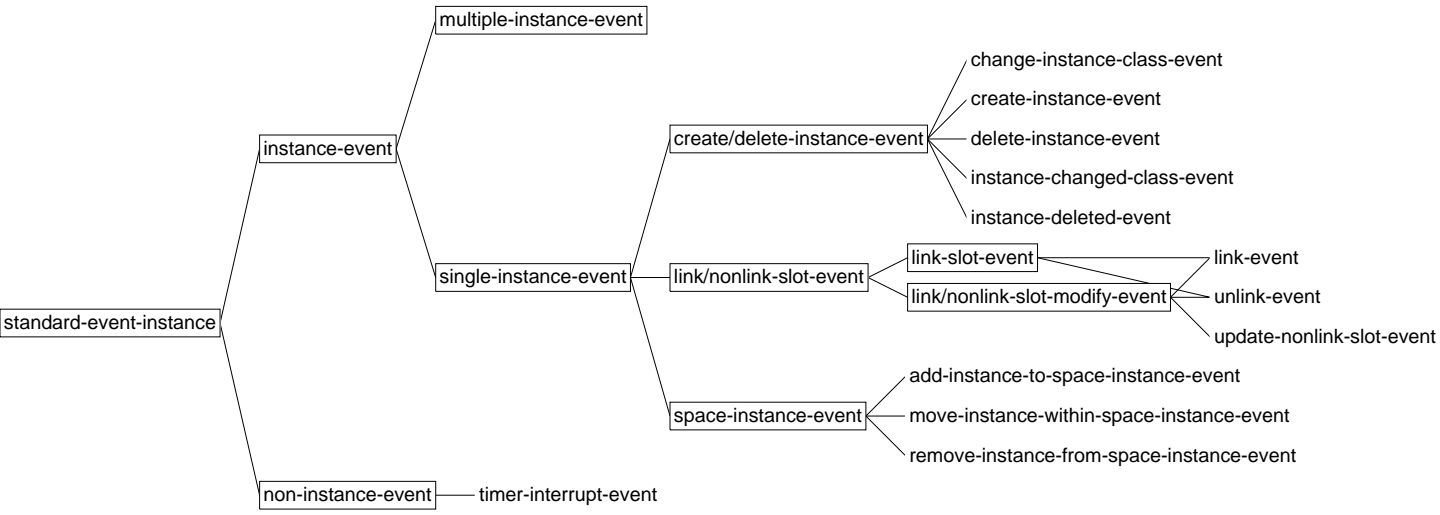 multiple-instance-event
change-instance-class-event
create-instance-event
create/delete-instance-event
delete-instance-event
instance-event
instance-changed-class-event
instance-deleted-event
link-slot-event
link-event
single-instance-event
link/nonlink-slot-event
link/nonlink-slot-modify-event
unlink-event
standard-event-instance
update-nonlink-slot-event
add-instance-to-space-instance-event
space-instance-event
move-instance-within-space-instance-event
remove-instance-from-space-instance-event
non-instance-event
timer-interrupt-event